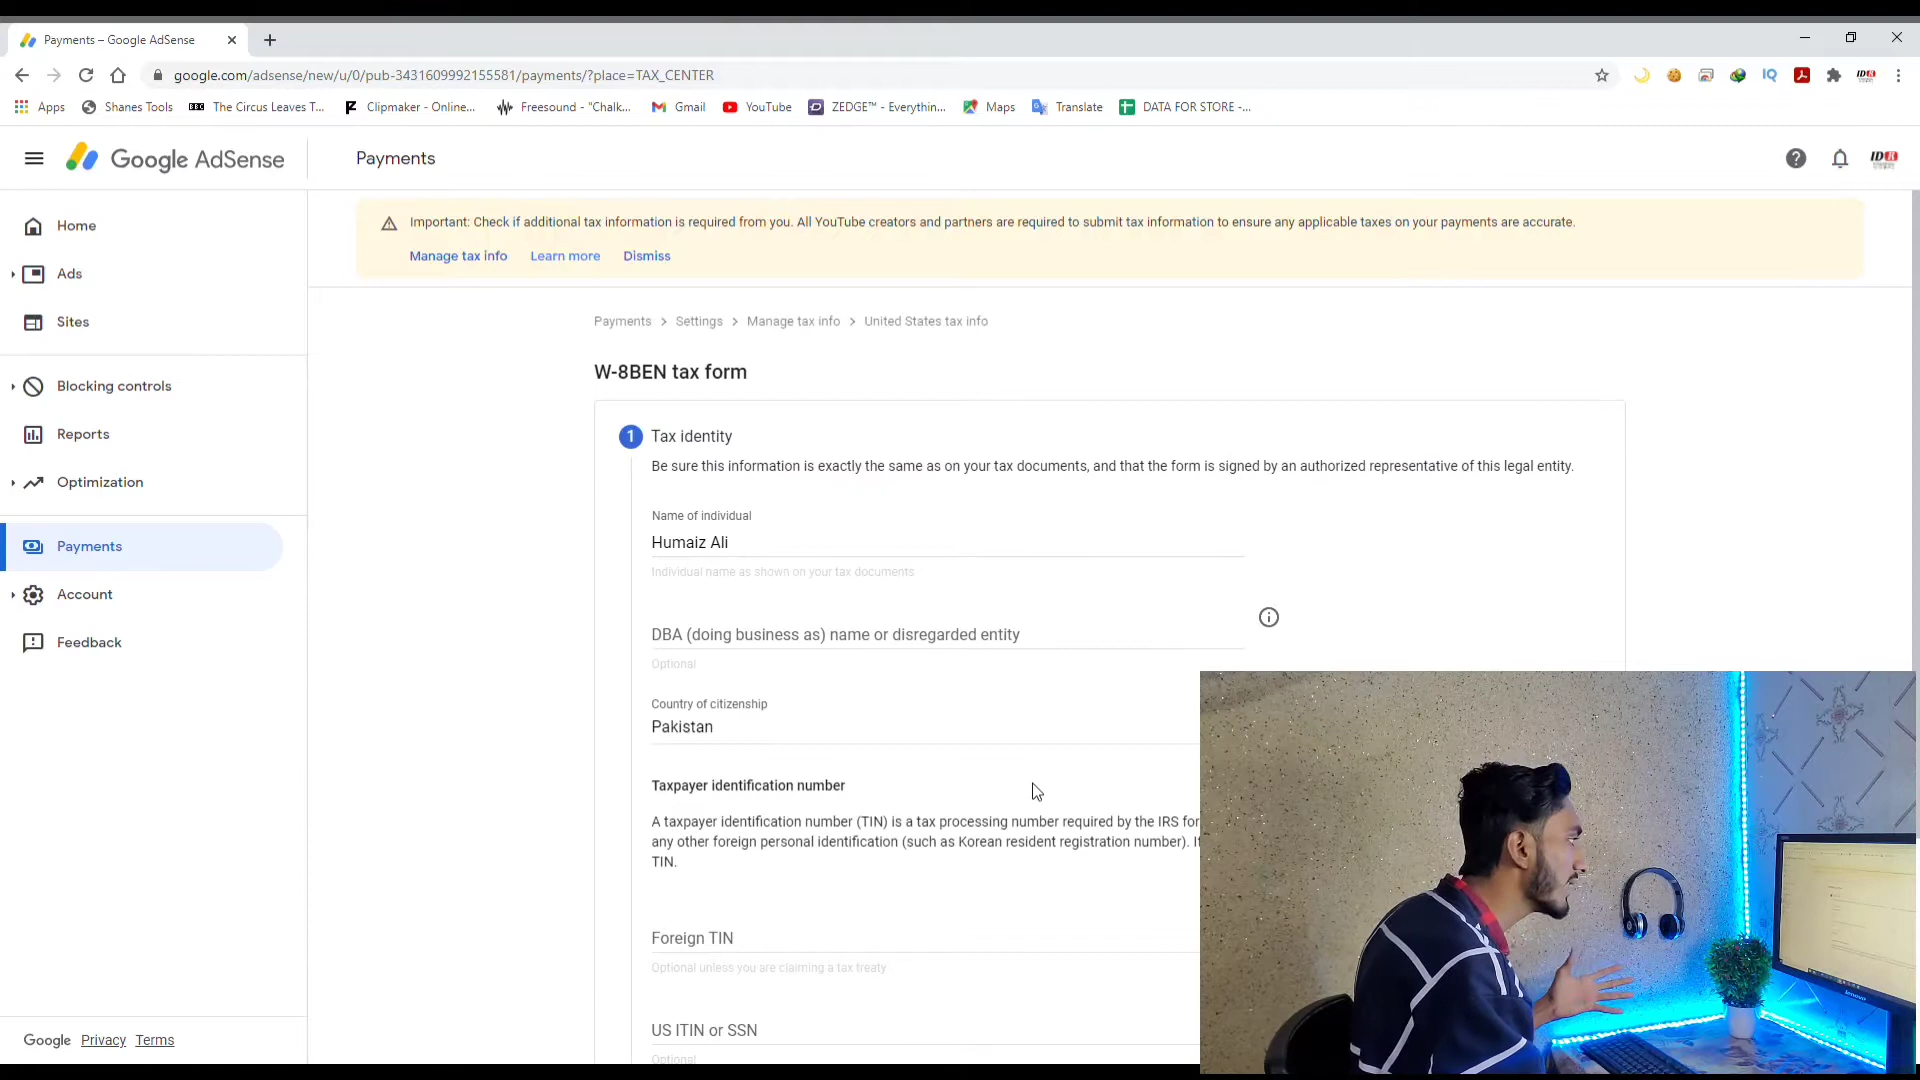 Payments – Google AdSense
google.com/adsense/new/u/0/pub-3431609992155581/payments/?place=TAX_CENTER
Apps
Shanes Tools
The Circus Leaves T...
Clipmaker - Online...
Freesound - "Chalk...
Gmail
YouTube
ZEDGE™ - Everythin...
Maps
Translate
DATA FOR STORE -...
Google AdSense
Payments
Home
Ads
Sites
Blocking controls
Reports
Optimization
Payments
Account
Feedback
Google Privacy Terms
Important: Check if additional tax information is required from you. All YouTube creators and partners are required to submit tax information to ensure any applicable taxes on your payments are accurate.
Manage tax info Learn more Dismiss
Payments > Settings > Manage tax info > United States tax info
W-8BEN tax form
1 Tax identity
Be sure this information is exactly the same as on your tax documents, and that the form is signed by an authorized representative of this legal entity.
Name of individual
Humaiz Ali
Individual name as shown on your tax documents
DBA (doing business as) name or disregarded entity
Optional
Country of citizenship
Pakistan
Taxpayer identification number
A taxpayer identification number (TIN) is a tax processing number required by the IRS for
any other foreign personal identification (such as Korean resident registration number). If
TIN.
Foreign TIN
Optional unless you are claiming a tax treaty
US ITIN or SSN
Optional
lenovo